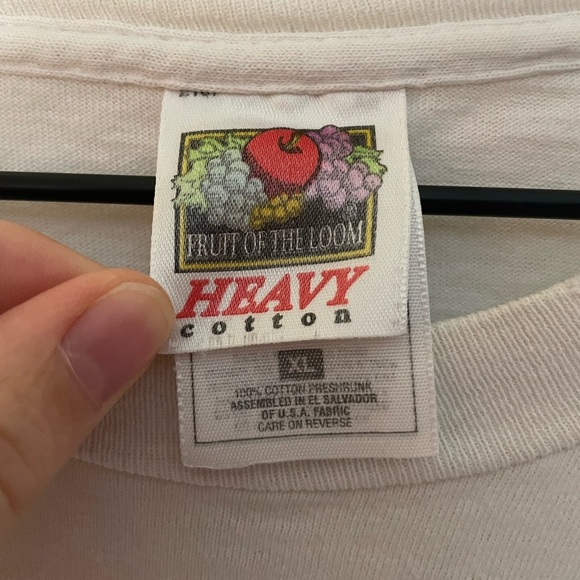 FRUIT OF THE LOOM
HEAVY
cotton
XL
100% COTTON PRESHRUNK
ASSEMBLED IN EL SALVADOR
OF U.S.A. FABRIC
CARE ON REVERSE